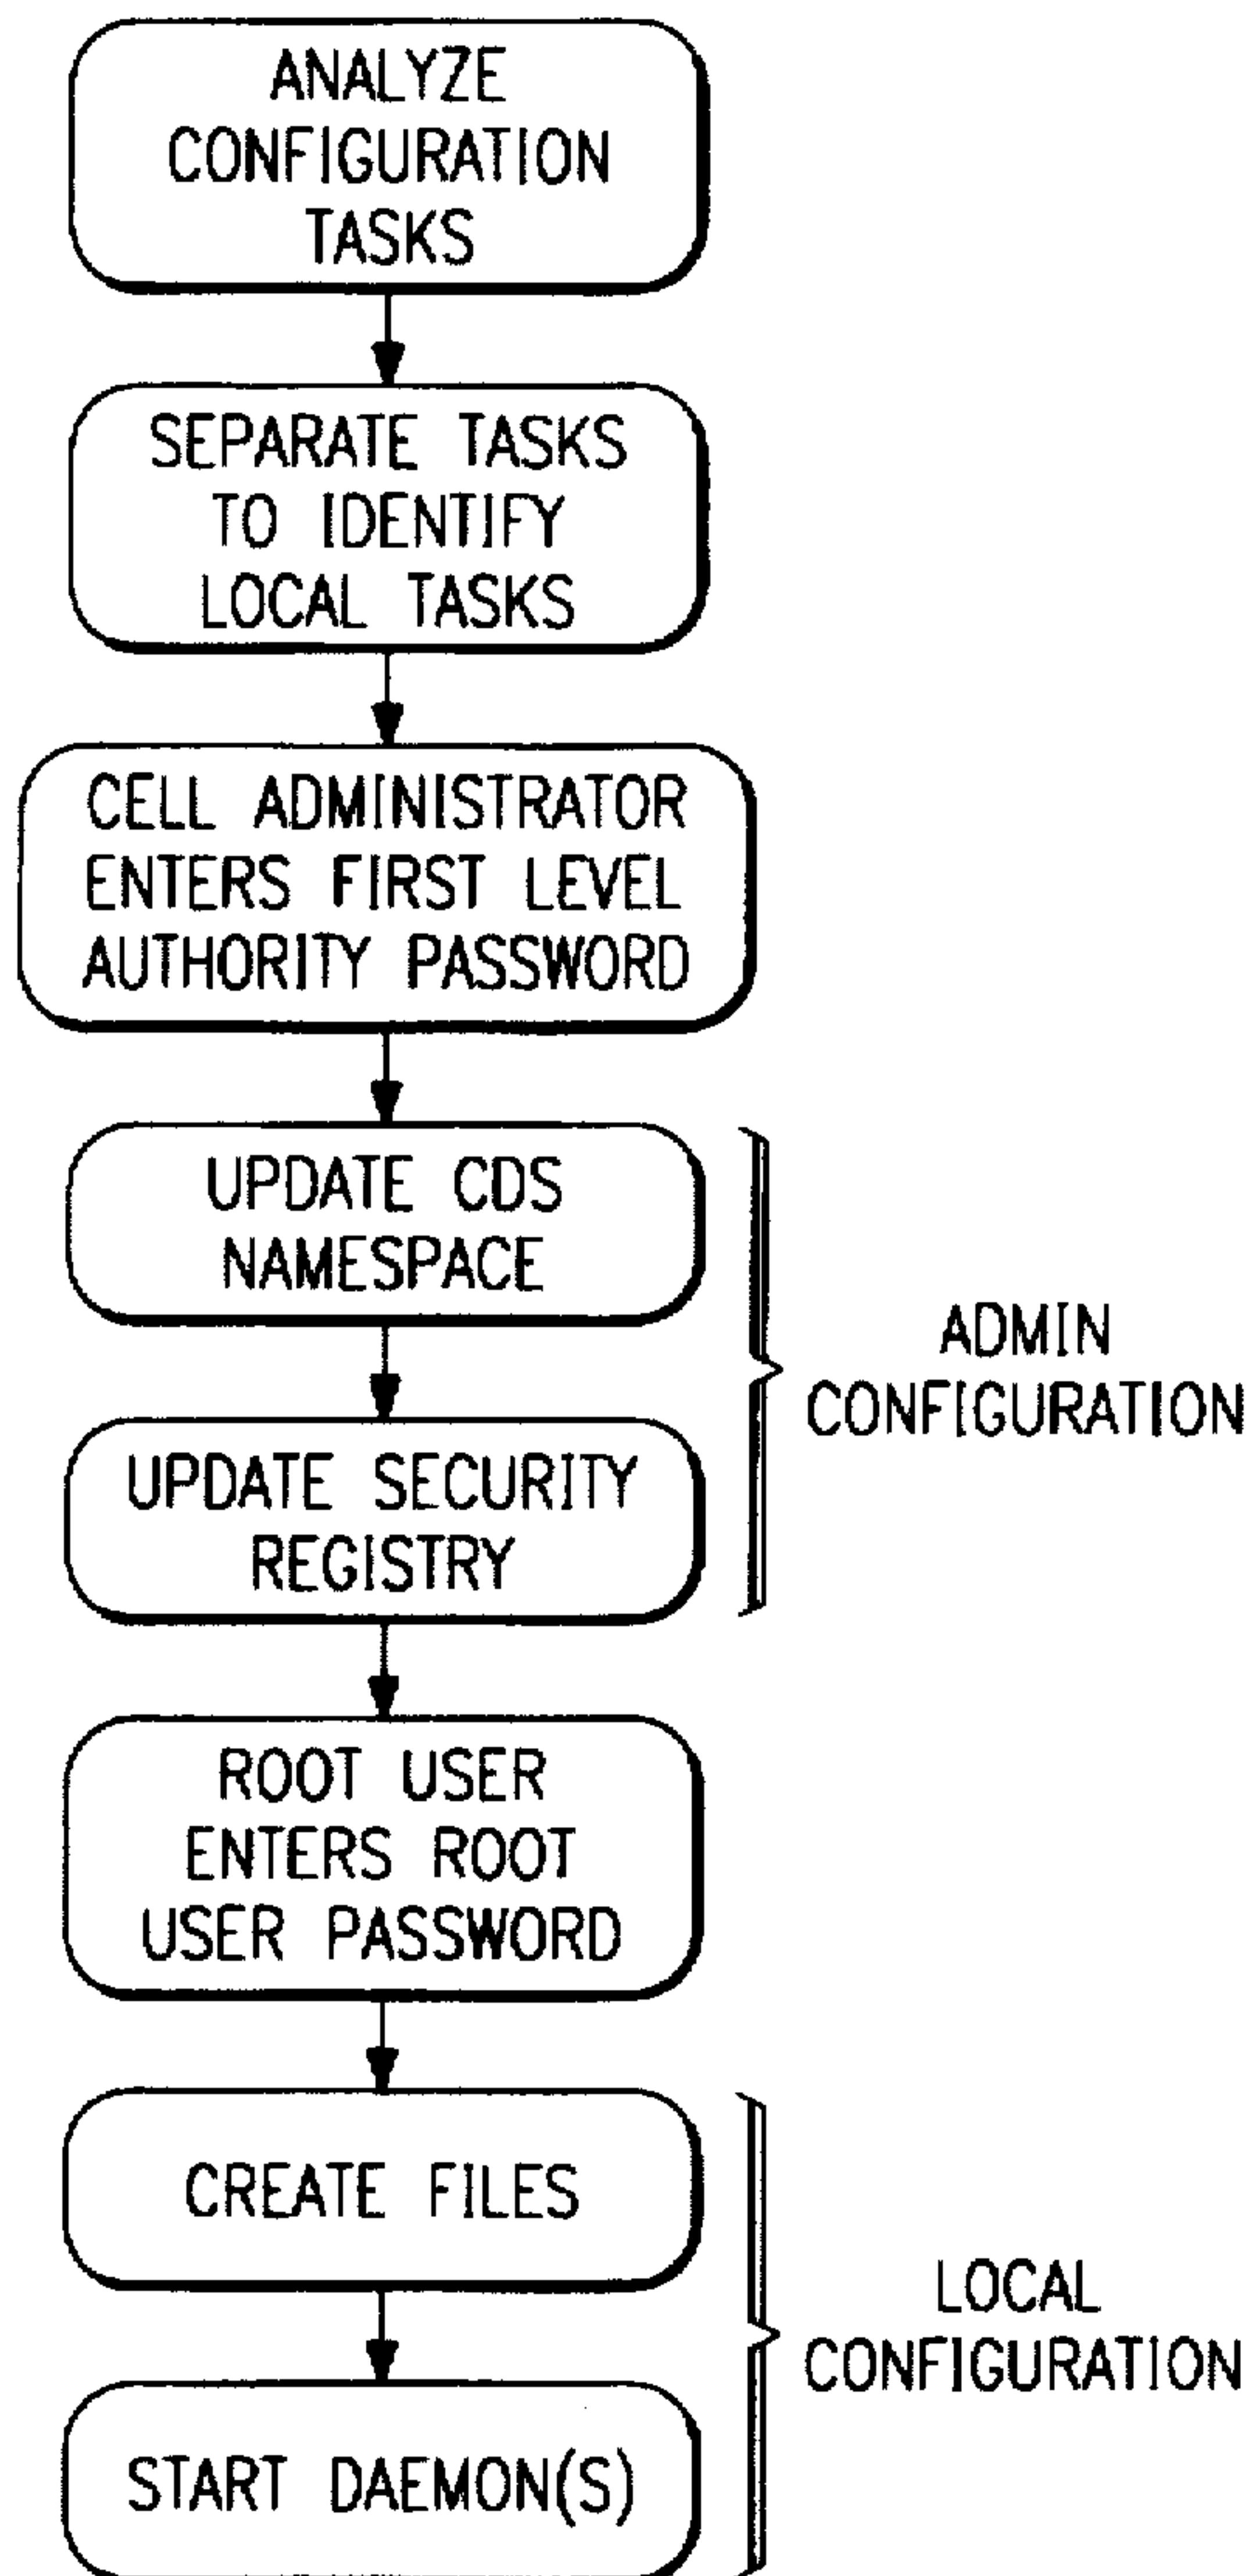 ANALYZE
CONFIGURATION
TASKS
SEPARATE TASKS
TO IDENTIFY
LOCAL TASKS
CELL ADMINISTRATOR
ENTERS FIRST LEVEL
AUTHORITY PASSWORD
UPDATE CDS
NAMESPACE
UPDATE SECURITY
REGISTRY
ADMIN
CONFIGURATION
ROOT USER
ENTERS ROOT
USER PASSWORD
CREATE FILES
START DAEMON(S)
LOCAL
CONFIGURATION